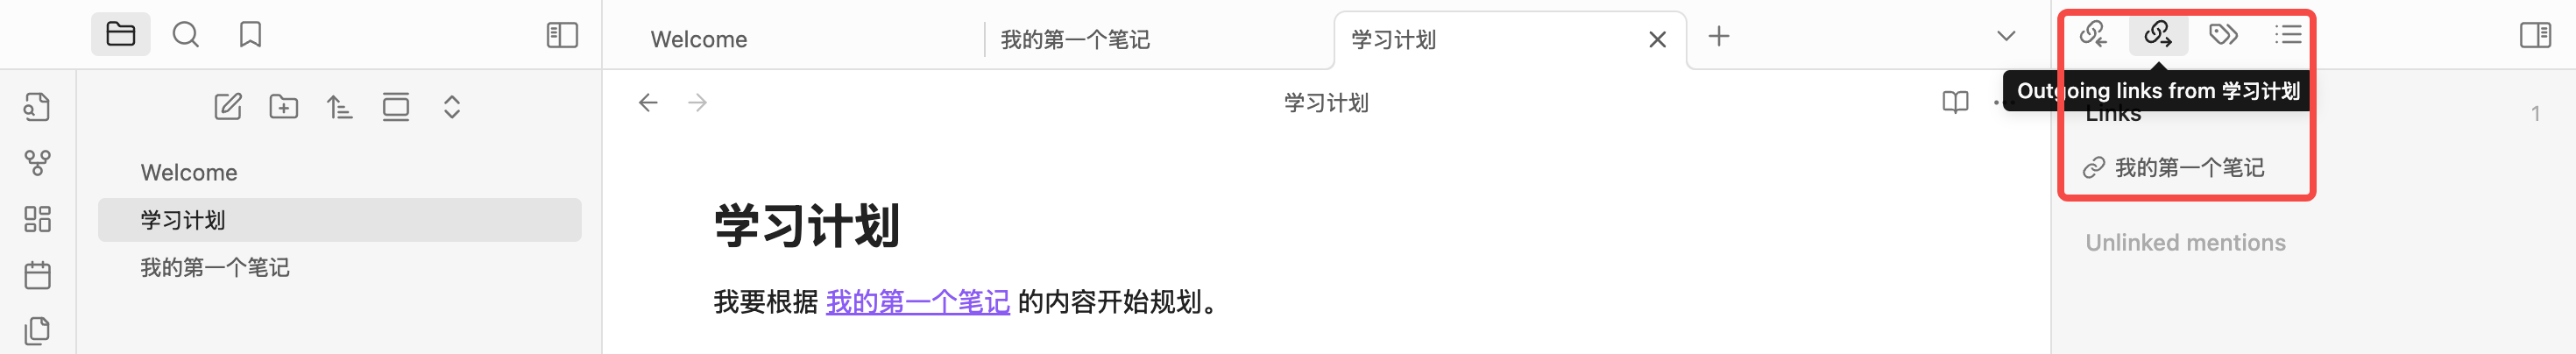 Welcome
我的第一个笔记
学习计划
学习计划
Outgoing links from 学习计划
Links
1
我的第一个笔记
Unlinked mentions
Welcome
学习计划
我的第一个笔记
学习计划
我要根据 我的第一个笔记 的内容开始规划。